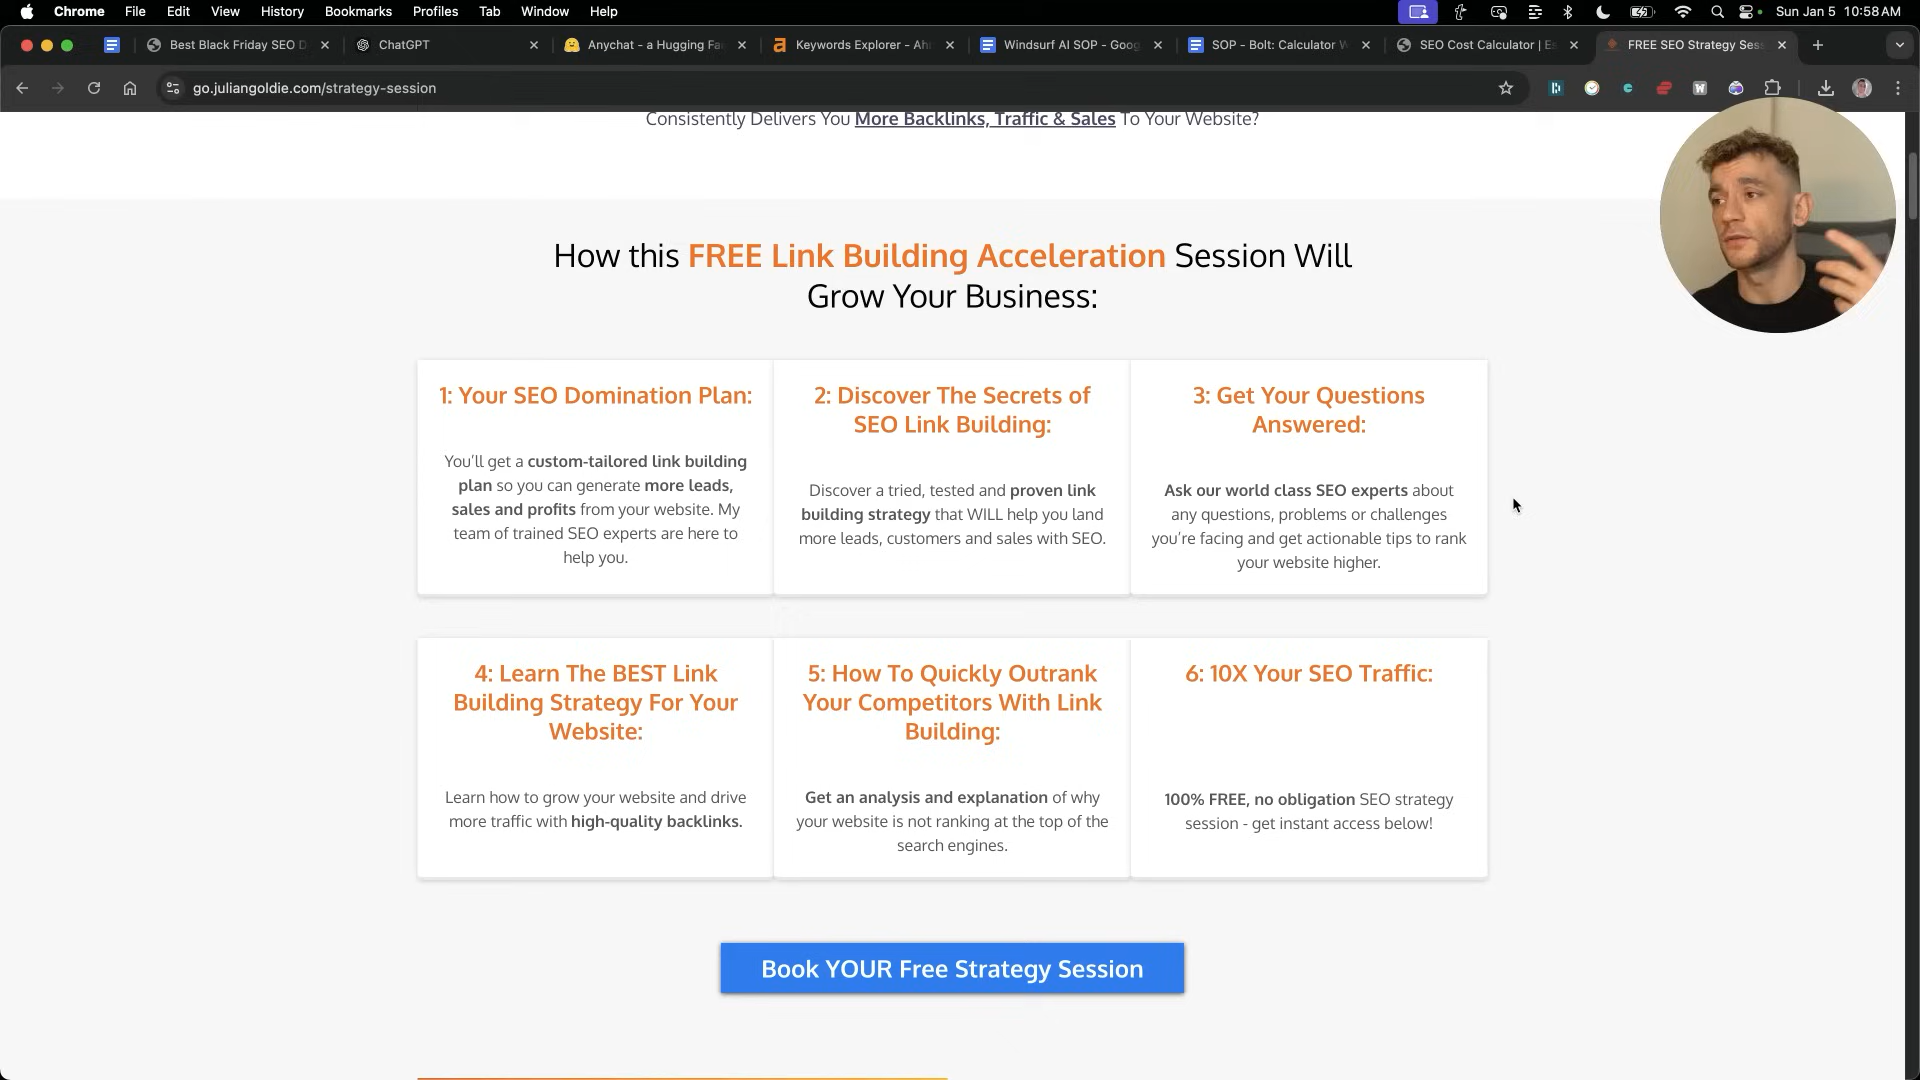 Chrome File Edit View History Bookmarks Profiles Tab Window Help Sun Jan 5 10:58 AM
Best Black Friday SEO D ChatGPT Anychat - a Hugging Fa Keywords Explorer - Ah Windsurf AI SOP - Goog SOP - Bolt: Calculator W SEO Cost Calculator | Es FREE SEO Strategy Ses
go.juliangoldie.com/strategy-session
Consistently Delivers You More Backlinks, Traffic & Sales To Your Website?
How this FREE Link Building Acceleration Session Will
Grow Your Business:
1: Your SEO Domination Plan:
You'll get a custom-tailored link building
plan so you can generate more leads,
sales and profits from your website. My
team of trained SEO experts are here to
help you.
2: Discover The Secrets of
SEO Link Building:
Discover a tried, tested and proven link
building strategy that WILL help you land
more leads, customers and sales with SEO.
3: Get Your Questions
Answered:
Ask our world class SEO experts about
any questions, problems or challenges
you're facing and get actionable tips to rank
your website higher.
4: Learn The BEST Link
Building Strategy For Your
Website:
Learn how to grow your website and drive
more traffic with high-quality backlinks.
5: How To Quickly Outrank
Your Competitors With Link
Building:
Get an analysis and explanation of why
your website is not ranking at the top of the
search engines.
6: 10X Your SEO Traffic:
100% FREE, no obligation SEO strategy
session - get instant access below!
Book YOUR Free Strategy Session